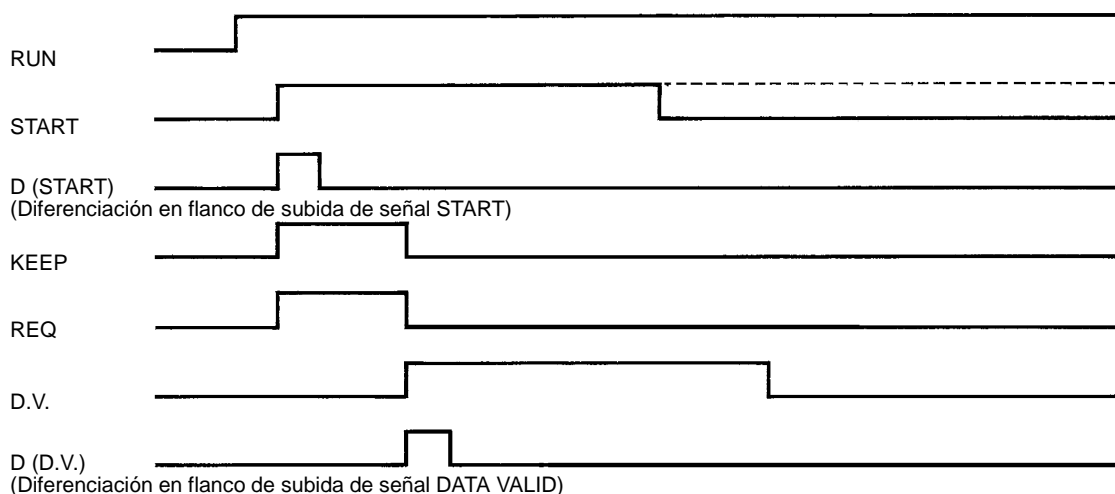 RUN
START
D (START)
(Diferenciación en flanco de subida de señal START)
KEEP
REQ
D.V.
D (D.V.)
(Diferenciación en flanco de subida de señal DATA VALID)